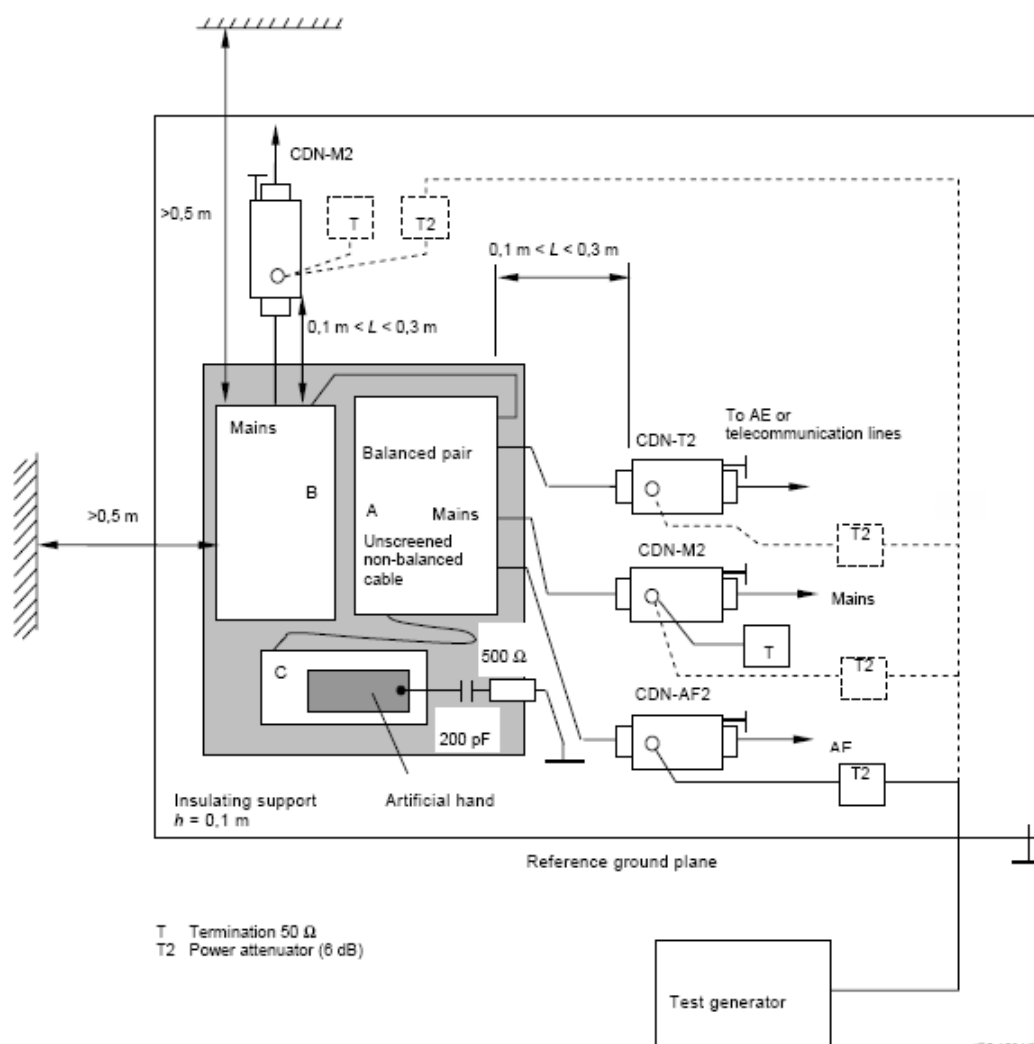 CDN-M2
>0,5 m
T
T2
0,1 m < L < 0,3 m
0,1 m < L < 0,3 m
Mains
B
Balanced pair
A
Mains
Unscreened
non-balanced
cable
To AE or
telecommunication lines
CDN-T2
>0,5 m
T2
CDN-M2
Mains
T
T2
C
500 Ω
200 pF
CDN-AF2
T2
Insulating support
h = 0,1 m
Artificial hand
Reference ground plane
T Termination 50 Ω
T2 Power attenuator (6 dB)
Test generator